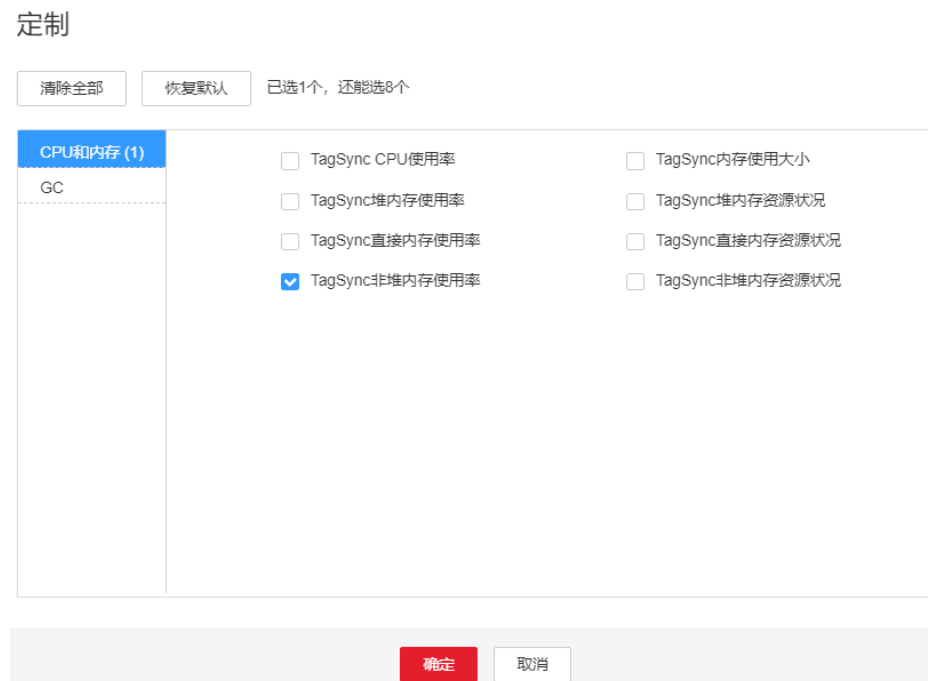 定制
清除全部 恢复默认 已选1个，还能选8个
CPU和内存 (1)
GC
TagSync CPU使用率 TagSync内存使用大小
TagSync堆内存使用率 TagSync堆内存资源状况
TagSync直接内存使用率 TagSync直接内存资源状况
TagSync非堆内存使用率 TagSync非堆内存资源状况
确定 取消